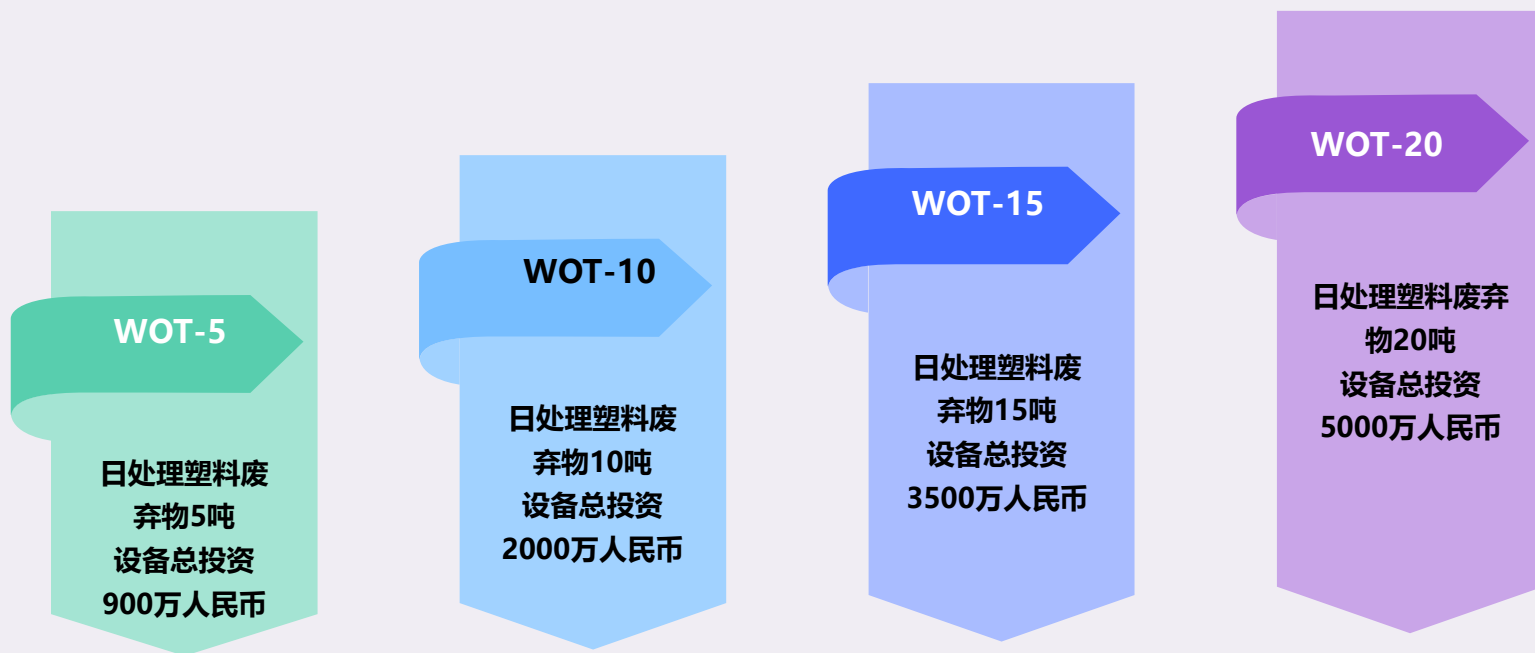 WOT-5
日处理塑料废
弃物5吨
设备总投资
900万人民币
WOT-10
日处理塑料废
弃物10吨
设备总投资
2000万人民币
WOT-15
日处理塑料废
弃物15吨
设备总投资
3500万人民币
WOT-20
日处理塑料废弃
物20吨
设备总投资
5000万人民币